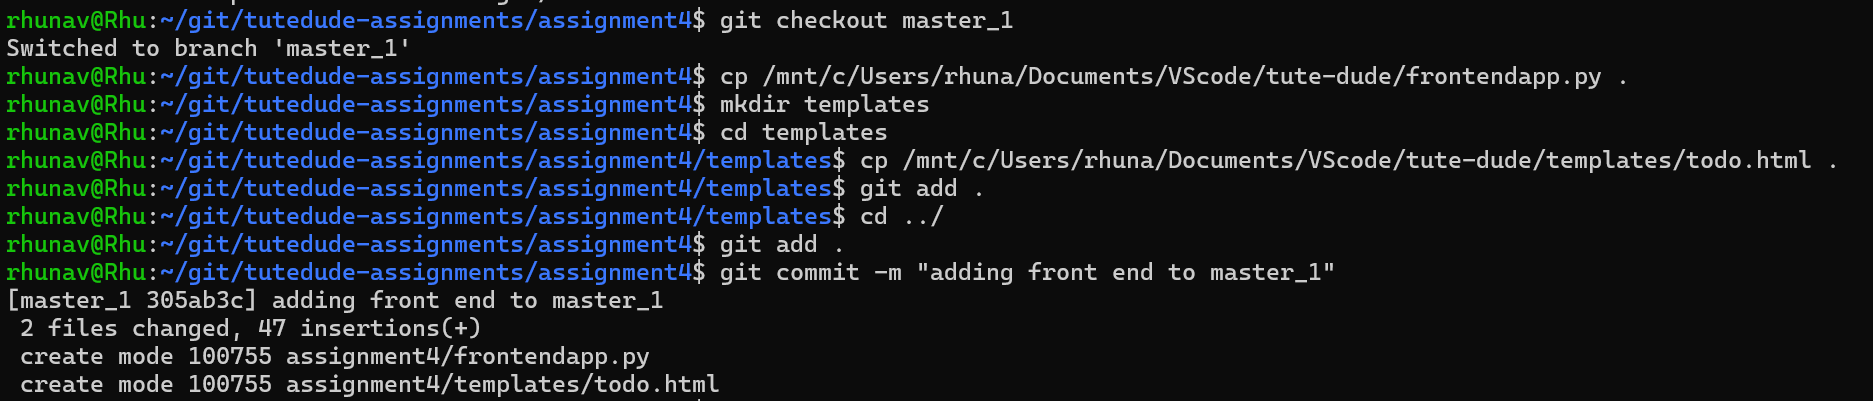 rhunav@Rhu:~/git/tutedude-assignments/assignment4$ git checkout master_1
Switched to branch 'master_1'
rhunav@Rhu:~/git/tutedude-assignments/assignment4$ cp /mnt/c/Users/rhuna/Documents/VScode/tute-dude/frontendapp.py .
rhunav@Rhu:~/git/tutedude-assignments/assignment4$ mkdir templates
rhunav@Rhu:~/git/tutedude-assignments/assignment4$ cd templates
rhunav@Rhu:~/git/tutedude-assignments/assignment4/templates$ cp /mnt/c/Users/rhuna/Documents/VScode/tute-dude/templates/todo.html .
rhunav@Rhu:~/git/tutedude-assignments/assignment4/templates$ git add .
rhunav@Rhu:~/git/tutedude-assignments/assignment4/templates$ cd ../
rhunav@Rhu:~/git/tutedude-assignments/assignment4$ git add .
rhunav@Rhu:~/git/tutedude-assignments/assignment4$ git commit -m "adding front end to master_1"
[master_1 305ab3c] adding front end to master_1
 2 files changed, 47 insertions(+)
 create mode 100755 assignment4/frontendapp.py
 create mode 100755 assignment4/templates/todo.html